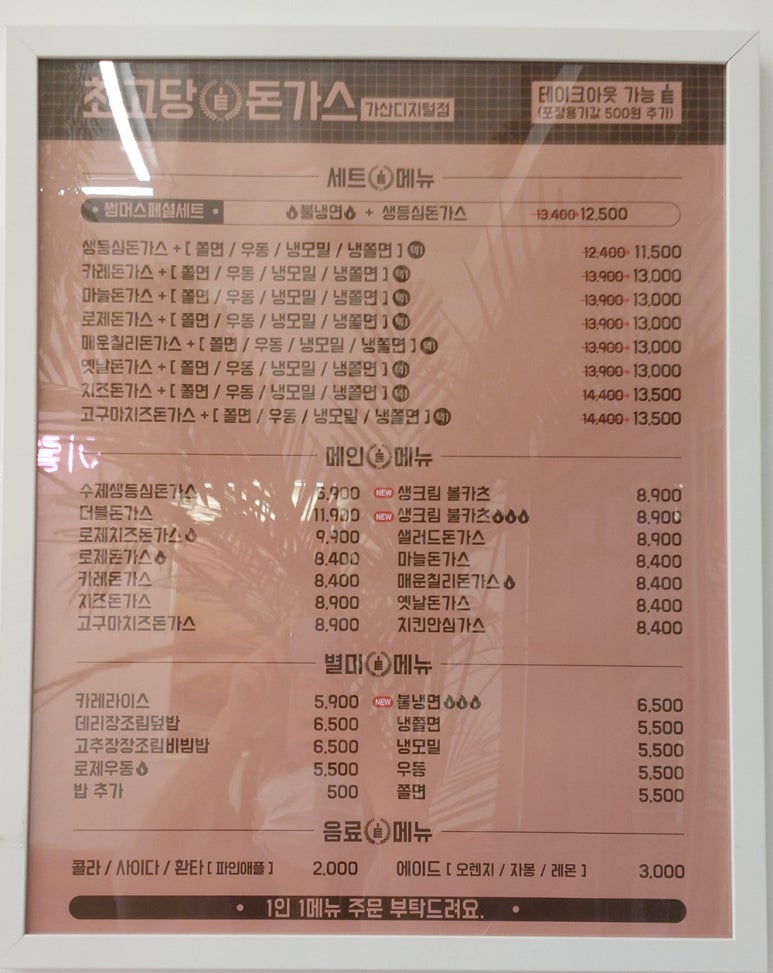 최고당 돈가스 가산디지털점
테이크아웃 가능
(포장용기값 500원 추가)
세트 메뉴
썸머스페셜세트 불냉면 + 생등심돈가스 13,400 12,500
생등심돈가스 + [ 쫄면 / 우동 / 냉모밀 / 냉쫄면 ] 택1 12,400 11,500
카레돈가스 + [ 쫄면 / 우동 / 냉모밀 / 냉쫄면 ] 택1 13,900 13,000
마늘돈가스 + [ 쫄면 / 우동 / 냉모밀 / 냉쫄면 ] 택1 13,900 13,000
로제돈가스 + [ 쫄면 / 우동 / 냉모밀 / 냉쫄면 ] 택1 13,900 13,000
매운칠리돈가스 + [ 쫄면 / 우동 / 냉모밀 / 냉쫄면 ] 택1 13,900 13,000
옛날돈가스 + [ 쫄면 / 우동 / 냉모밀 / 냉쫄면 ] 택1 13,900 13,000
치즈돈가스 + [ 쫄면 / 우동 / 냉모밀 / 냉쫄면 ] 택1 14,400 13,500
고구마치즈돈가스 + [ 쫄면 / 우동 / 냉모밀 / 냉쫄면 ] 택1 14,400 13,500
메인 메뉴
수제생등심돈가스 6,900 NEW 생크림 볼카츠 8,900
더블돈가스 11,900 NEW 생크림 불카츠 8,900
로제치즈돈가스 9,900 샐러드돈가스 8,900
로제돈가스 8,400 마늘돈가스 8,400
카레돈가스 8,400 매운칠리돈가스 8,400
치즈돈가스 8,900 옛날돈가스 8,400
고구마치즈돈가스 8,900 치킨안심가스 8,400
별미 메뉴
카레라이스 5,900 NEW 불냉면 6,500
데리장조림덮밥 6,500 냉쫄면 5,500
고추장장조림비빔밥 6,500 냉모밀 5,500
로제우동 5,500 우동 5,500
밥 추가 500 쫄면 5,500
음료 메뉴
콜라 / 사이다 / 환타 [ 파인애플 ] 2,000 에이드 [ 오렌지 / 자몽 / 레몬 ] 3,000
• 1인 1메뉴 주문 부탁드려요. •